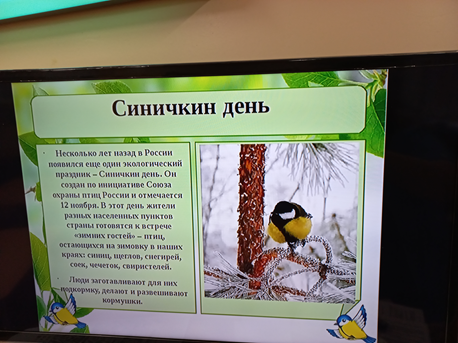 Синичкин день
Несколько лет назад в России
появился еще один экологический
праздник – Синичкин день. Он
создан по инициативе Союза
охраны птиц России и отмечается
12 ноября. В этот день жители
разных населенных пунктов
страны готовятся к встрече
«зимних гостей» – птиц,
остающихся на зимовку в наших
краях: синиц, щеглов, снегирей,
соек, чечеток, свиристелей.
Люди заготавливают для них
подкормку, делают и развешивают
кормушки.